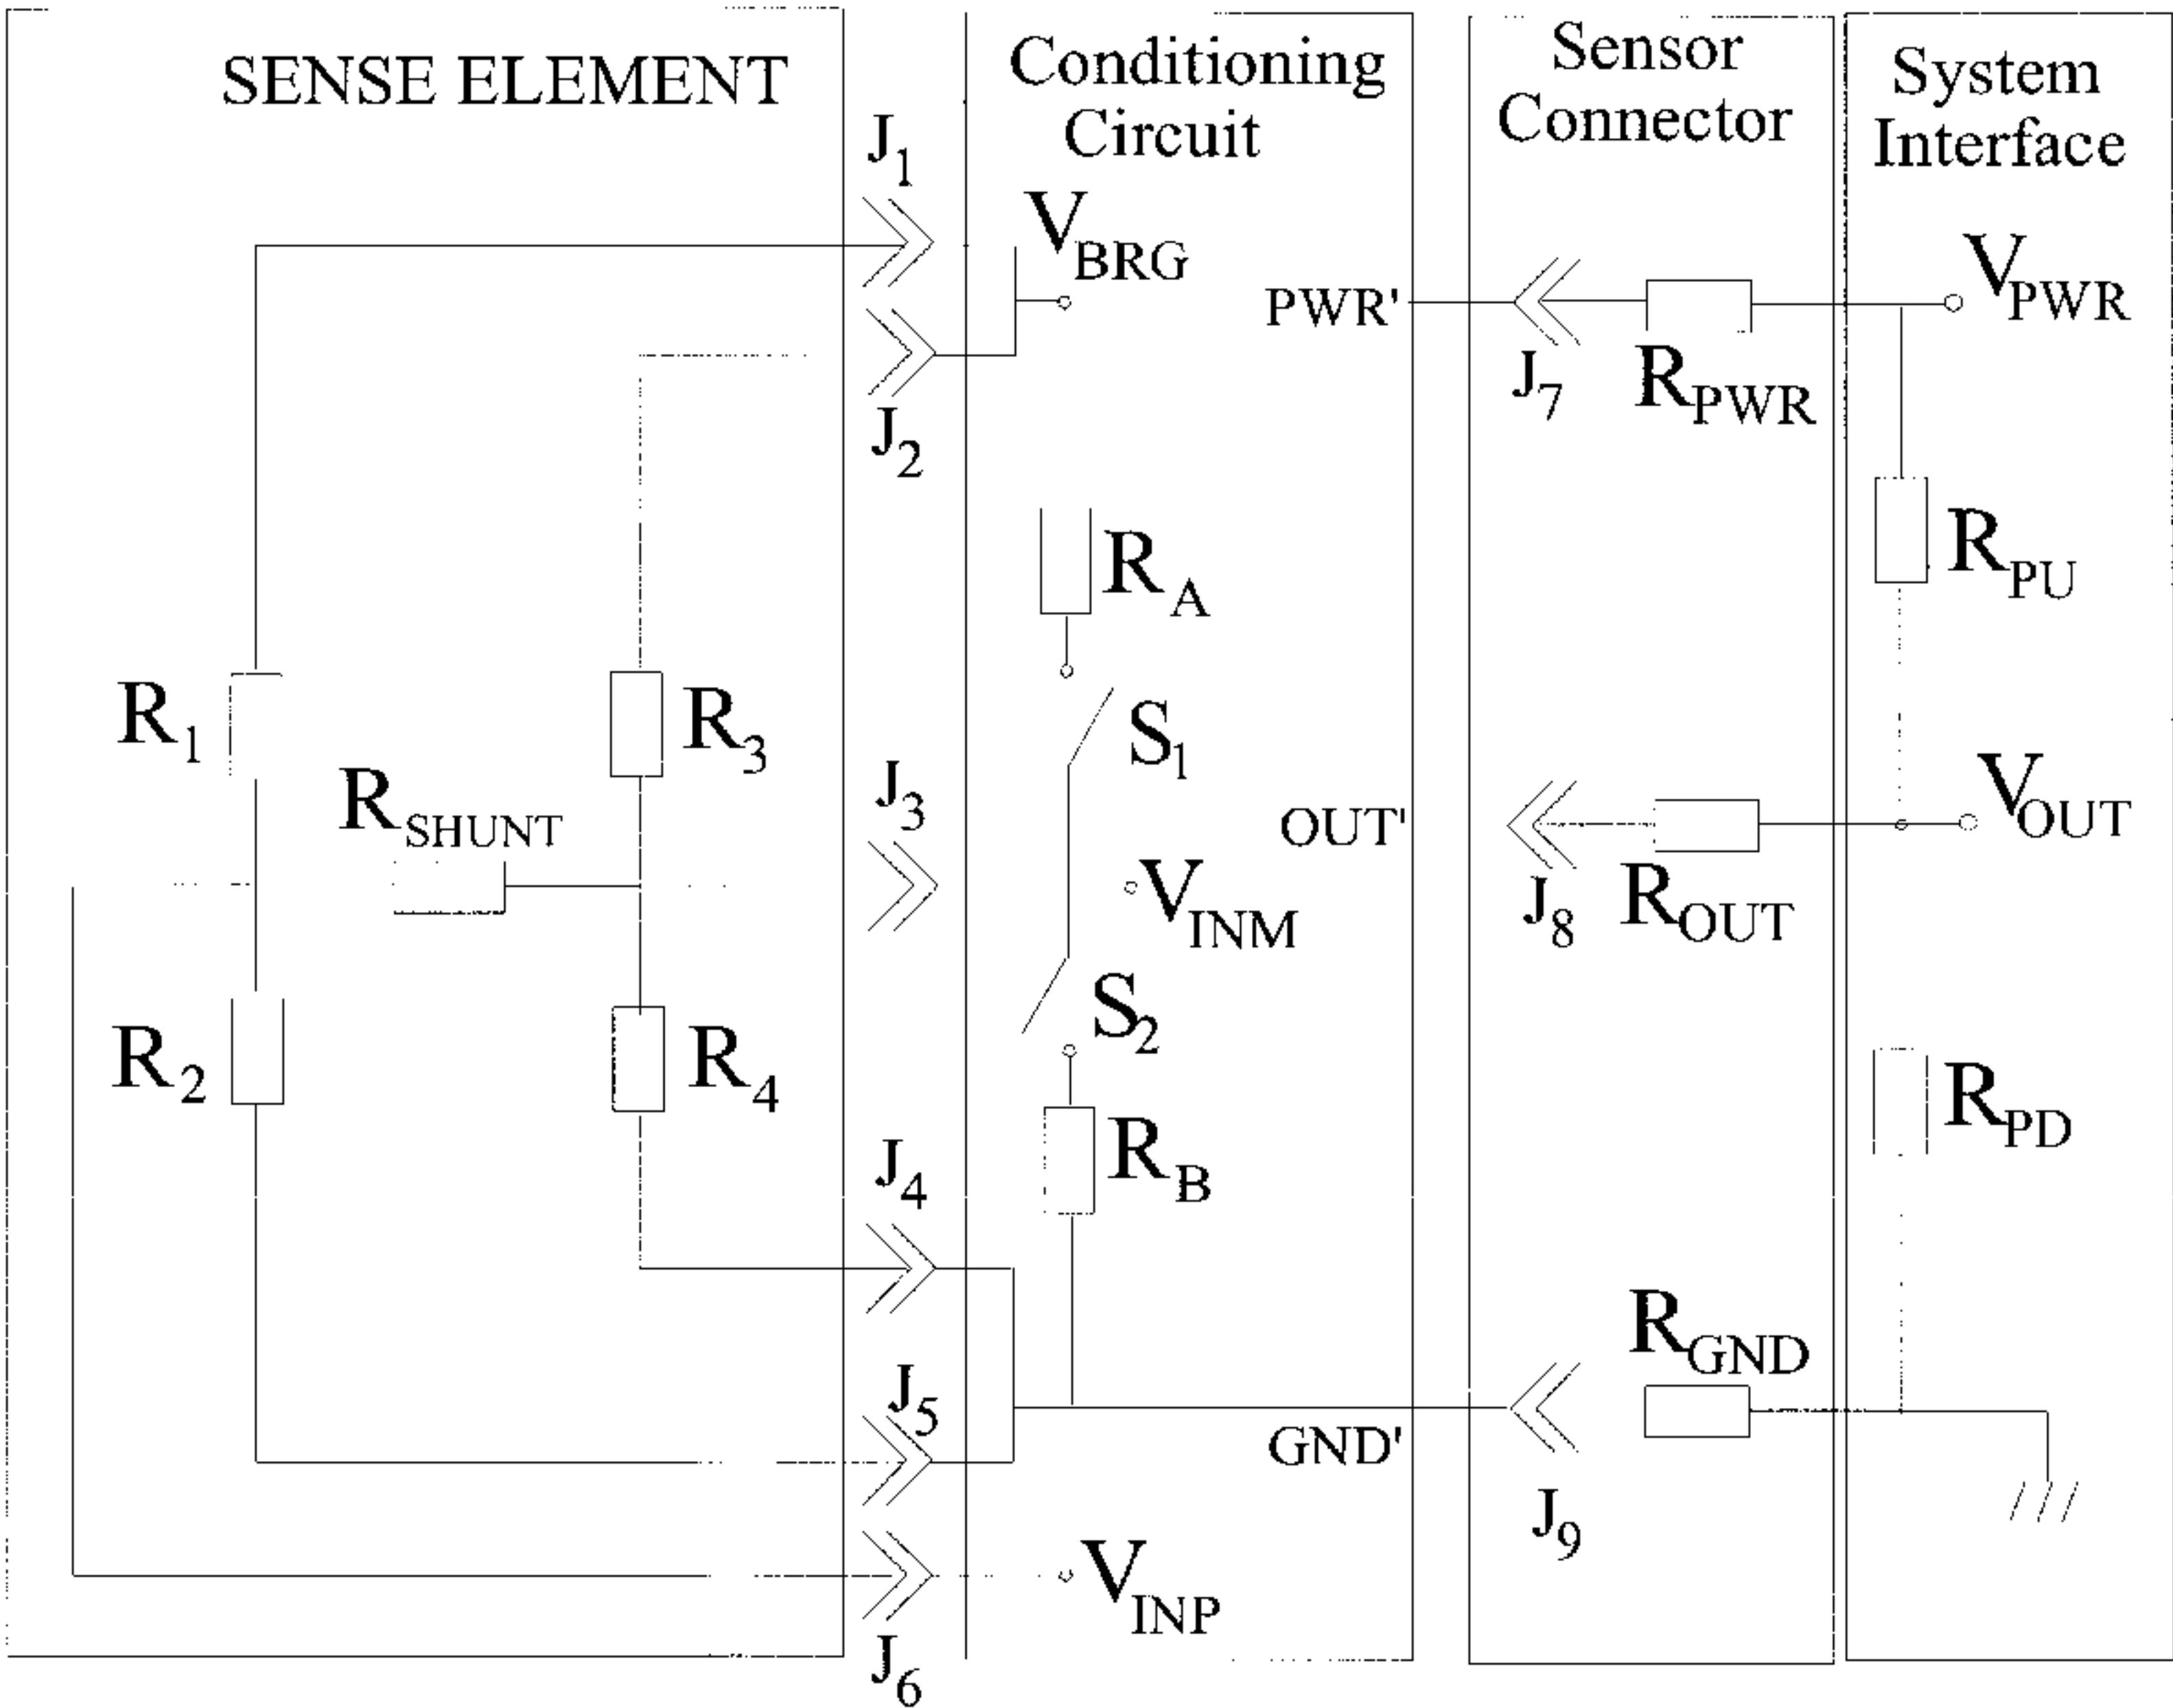 SENSE ELEMENT
Conditioning
Circuit
Sensor
Connector
System
Interface
J1
VBRG
PWR'
VPWR
J2
J7
RPWR
RA
RPU
R1
R3
S1
RSHUNT
J3
OUT'
VOUT
VINM
J8
ROUT
R2
R4
S2
RPD
J4
RB
RGND
J5
GND'
J9
VINP
J6